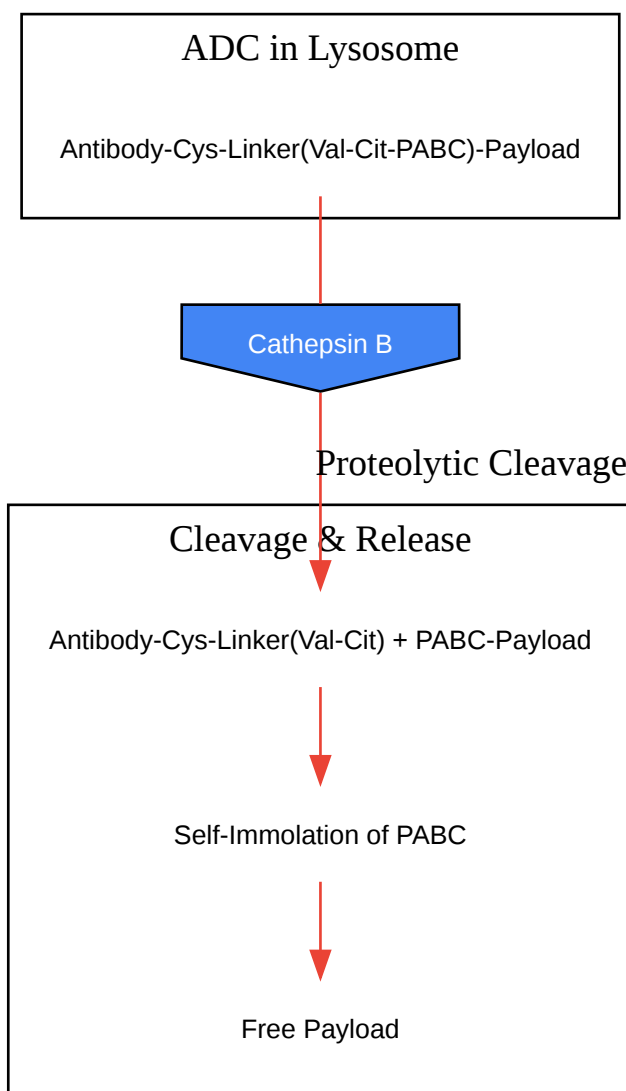 ADC in Lysosome
Antibody-Cys-Linker(Val-Cit-PABC)-Payload
Cathepsin B
Proteolytic Cleavage
Cleavage & Release
Antibody-Cys-Linker(Val-Cit) + PABC-Payload
Self-Immolation of PABC
Free Payload